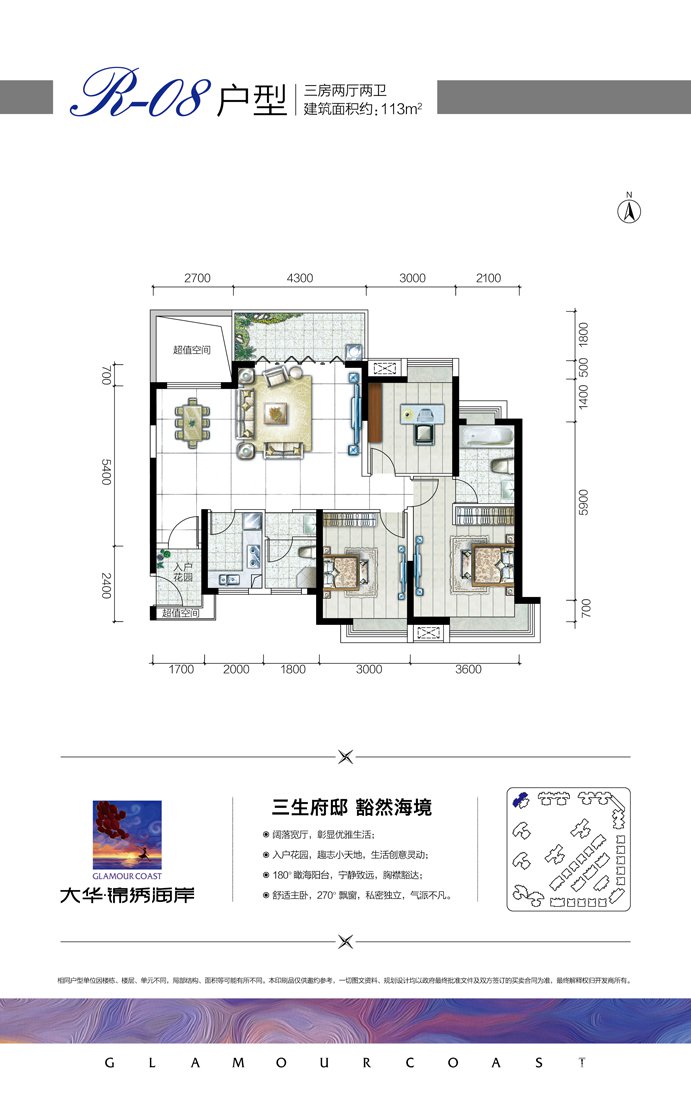 R-08 户型
三房两厅两卫
建筑面积约：113m²
N
2700 4300 3000 2100
1800
500
1400
5900
700
700
5400
2400
超值空间
入户
花园
超值空间
1700 2000 1800 3000 3600
GLAMOUR COAST
大华·锦绣海岸
三生府邸 豁然海境
阔落宽厅，彰显优雅生活；
入户花园，趣志小天地，生活创意灵动；
180°瞰海阳台，宁静致远，胸襟豁达；
舒适主卧，270°飘窗，私密独立，气派不凡。
相同户型单位因楼栋、楼层、单元不同，局部结构、面积等可能有所不同。本印刷品仅供邀约参考，一切图文资料、规划设计均以政府最终批准文件及双方签订的买卖合同为准，最终解释权归开发商所有。
GLAMOURCOAST